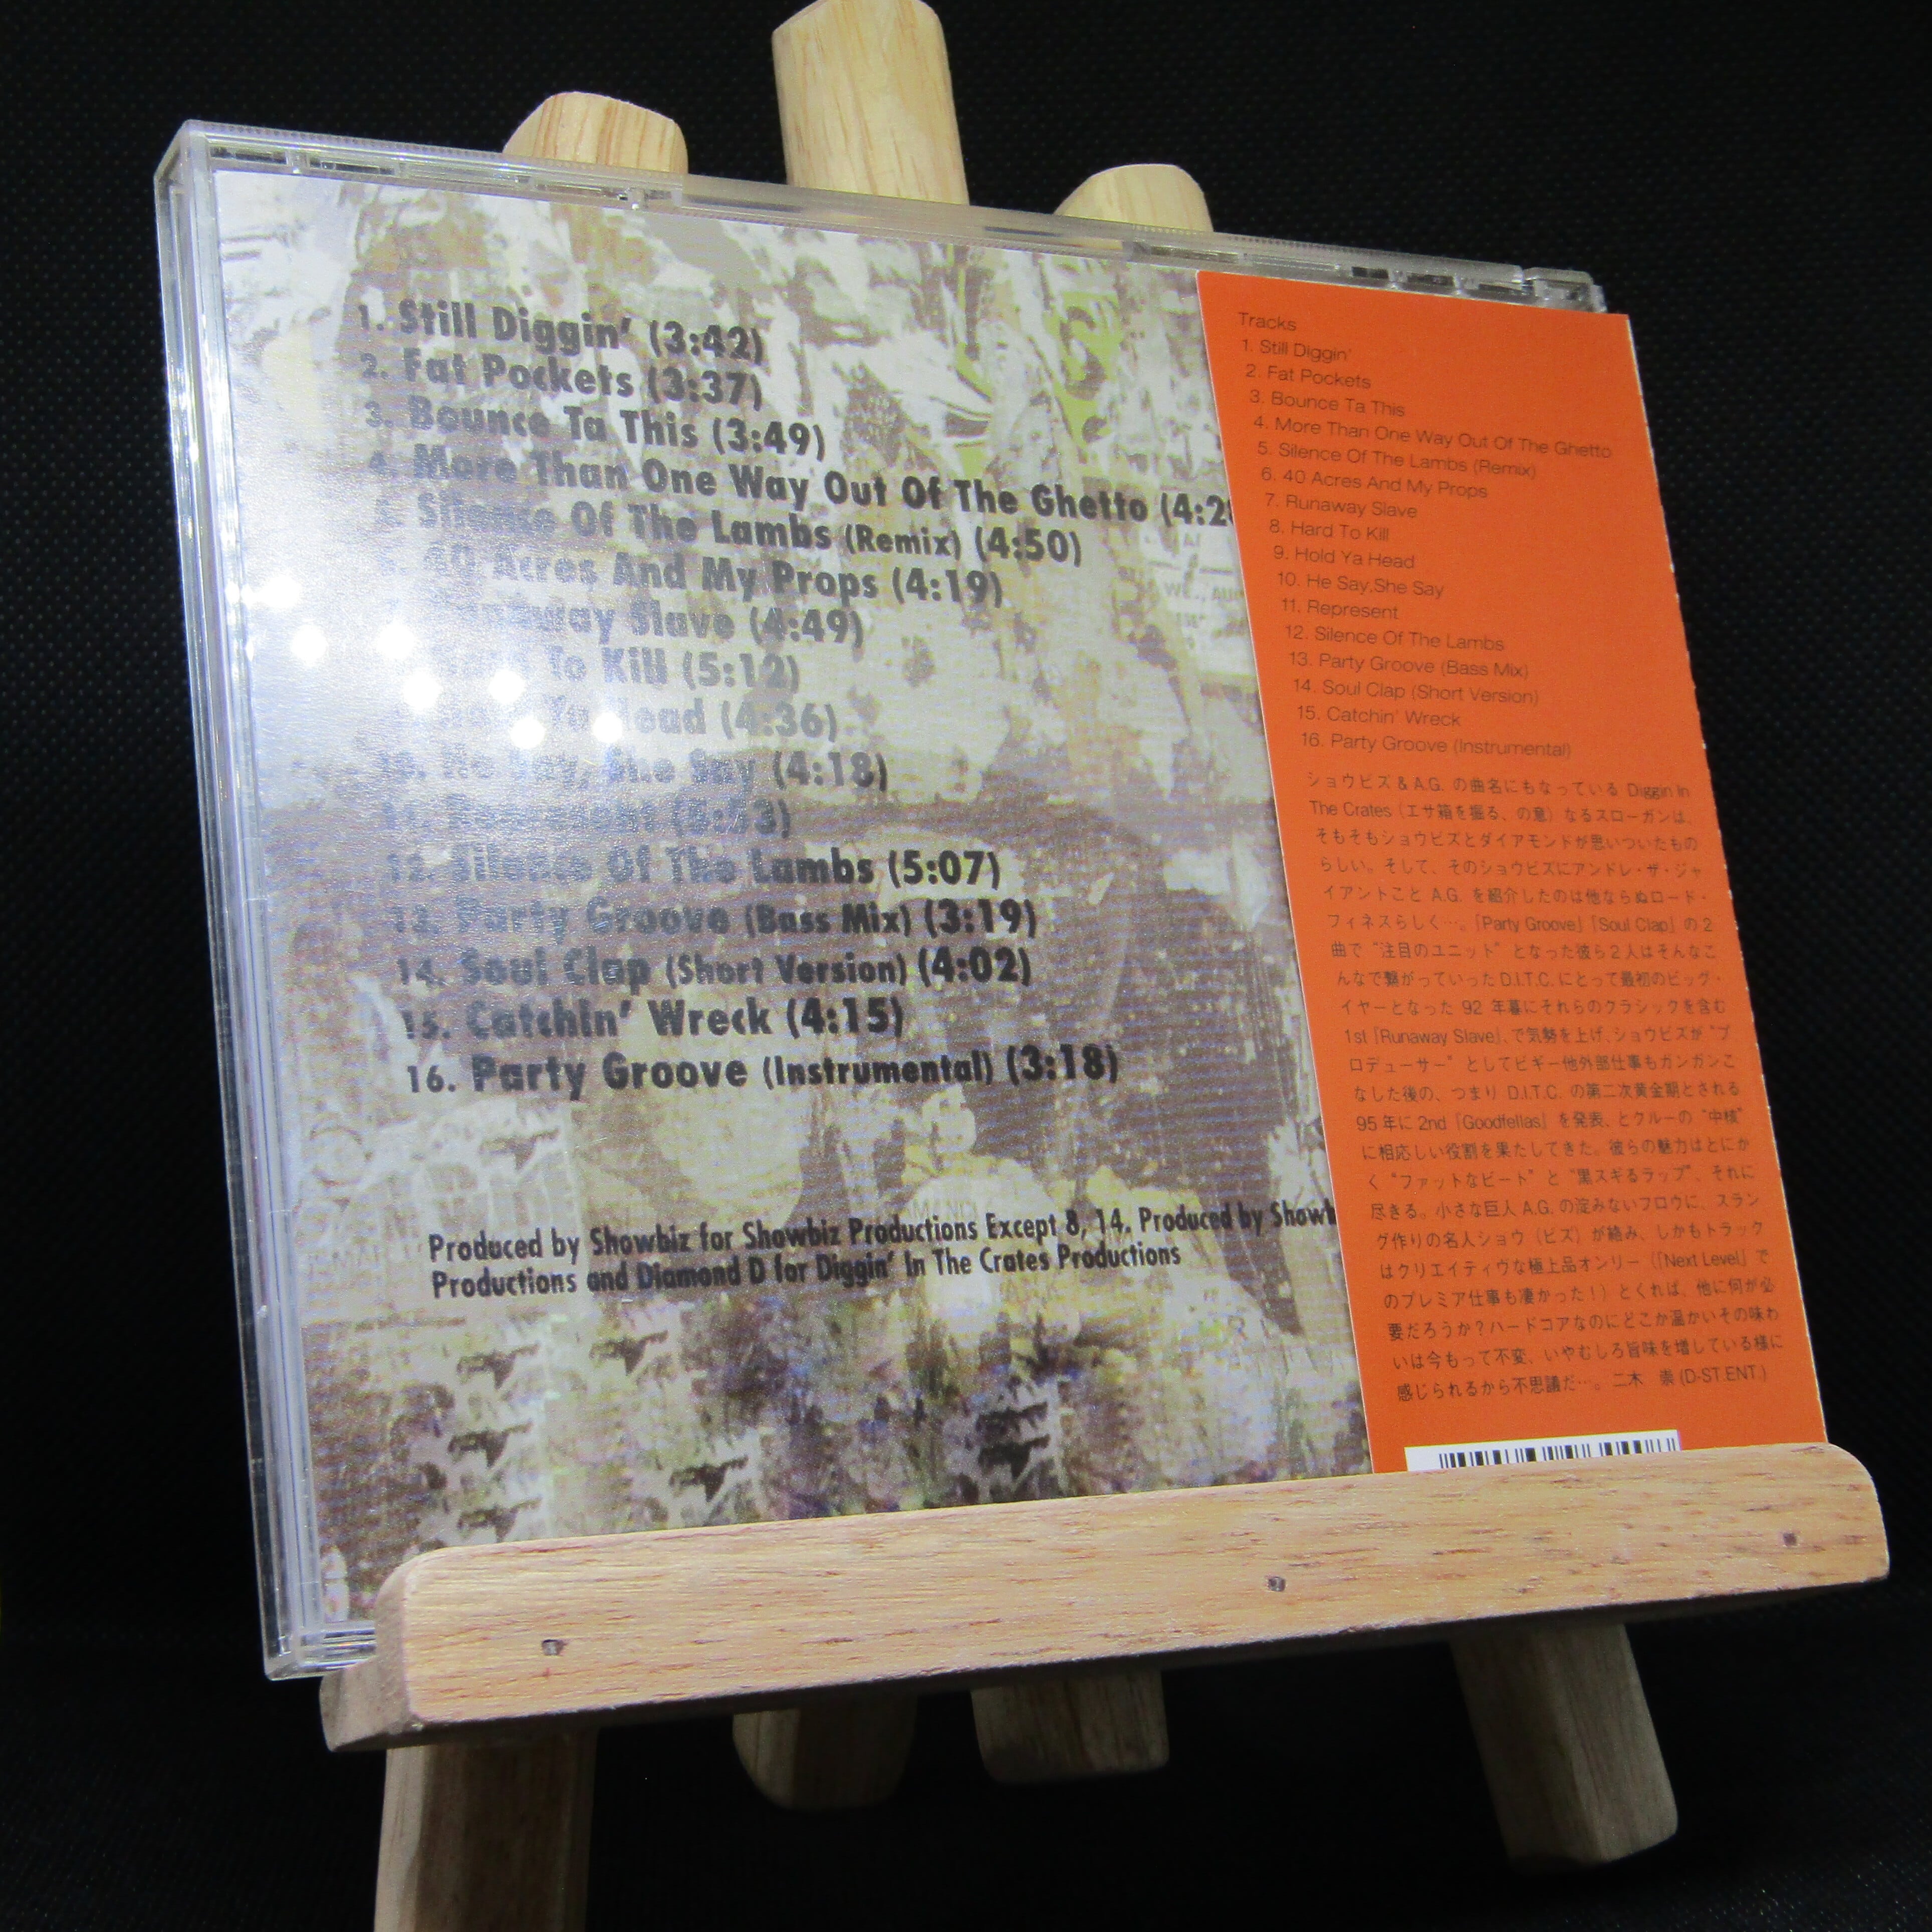 1. Still Diggin' (3:42)
2. Fat Pockets (3:37)
3. Bounce Ta This (3:49)
4. More Than One Way Out Of The Ghetto (4:2
5. Silence Of The Lambs (Remix) (4:50)
40 Acres And My Props (4:19)
Runaway Slave (4:49)
Hard To Kill (5:12)
Hold Ya Head (4:36)
10. He Say, She Say (4:18)
11. Represent
12. Silence Of The Lambs (5:07)
13. Party Groove (Bass Mix) (3:19)
14. Soul Clap (Short Version) (4:02)
15. Catchin' Wreck (4:15)
16. Party Groove (Instrumental) (3:18)
Produced by Showbiz for Showbiz Productions Except 8, 14. Produced by Showb
Productions and Diamond D for Diggin' In The Crates Productions
Tracks
1. Still Diggin'
2. Fat Pockets
3. Bounce Ta This
4. More Than One Way Out Of The Ghetto
5. Silence Of The Lambs (Remix)
6. 40 Acres And My Props
7. Runaway Slave
8. Hard To Kill
9. Hold Ya Head
10. He Say,She Say
11. Represent
12. Silence Of The Lambs
13. Party Groove (Bass Mix)
14. Soul Clap (Short Version)
15. Catchin' Wreck
16. Party Groove (Instrumental)
ショウビズ & A.G. の曲名にもなっている Diggin In
The Crates（エサ箱を掘る、の意）なるスローガンは、
そもそもショウビズとダイアモンドが思いついたもの
らしい。そして、そのショウビズにアンドレ・ザ・ジャ
イアントこと A.G. を紹介したのは他ならぬロード・
フィネスらしく…。「Party Groove」「Soul Clap」の 2
曲で “注目のユニット” となった彼ら 2 人はそんなこ
んなで繋がっていった D.I.T.C. にとって最初のビッグ・
イヤーとなった 92 年暮にそれらのクラシックを含む
1st「Runaway Slave」で気勢を上げ、ショウビズが “プ
ロデューサー” としてビギー他外部仕事もガンガンこ
なした後の、つまり D.I.T.C. の第二次黄金期とされる
95 年に 2nd「Goodfellas」を発表、とクルーの “中核”
に相応しい役割を果たしてきた。彼らの魅力はとにか
く “ファットなビート” と “黒スギるラップ”、それに
尽きる。小さな巨人 A.G. の淀みないフロウに、スラン
グ作りの名人ショウ（ビズ）が絡み、しかもトラック
はクリエイティヴな極上品オンリー（「Next Level」で
のプレミア仕事も凄かった！）とくれば、他に何が必
要だろうか？ハードコアなのにどこか温かいその味わ
いは今もって不変、いやむしろ旨味を増している様に
感じられるから不思議だ…。 二木 崇 (D-ST.ENT.)